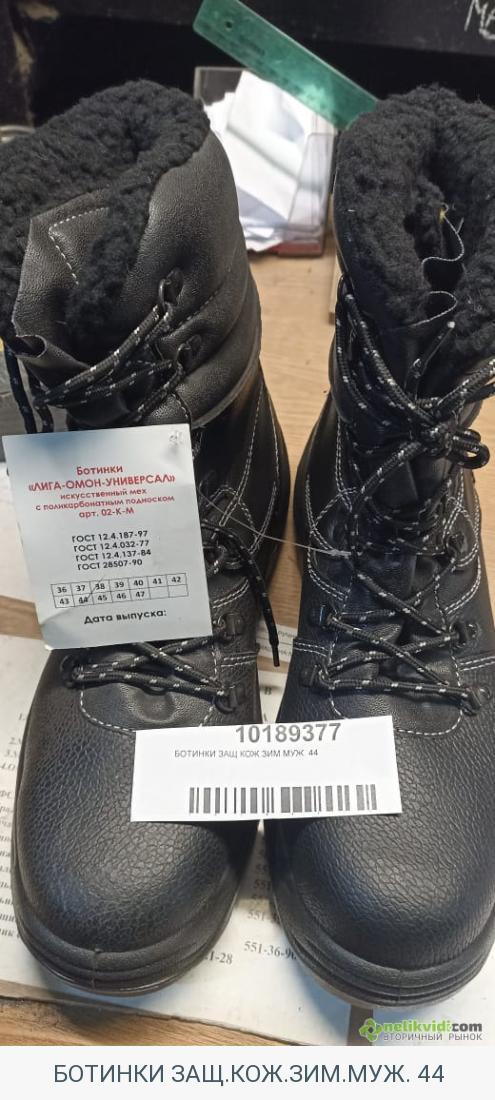 Ботинки
«ЛИГА-ОМОН-УНИВЕРСАЛ»
искусственный мех
с поликарбонатным подноском
арт. 02-К-М
ГОСТ 12.4.187-97
ГОСТ 12.4.032-77
ГОСТ 12.4.137-84
ГОСТ 28507-90
36 37 38 39 40 41 42
43 44 45 46 47
Дата выпуска:
10189377
БОТИНКИ ЗАЩ.КОЖ.ЗИМ.МУЖ. 44
551-36-9
1-28
nelikvidi.com
ВТОРИЧНЫЙ РЫНОК
БОТИНКИ ЗАЩ.КОЖ.ЗИМ.МУЖ. 44